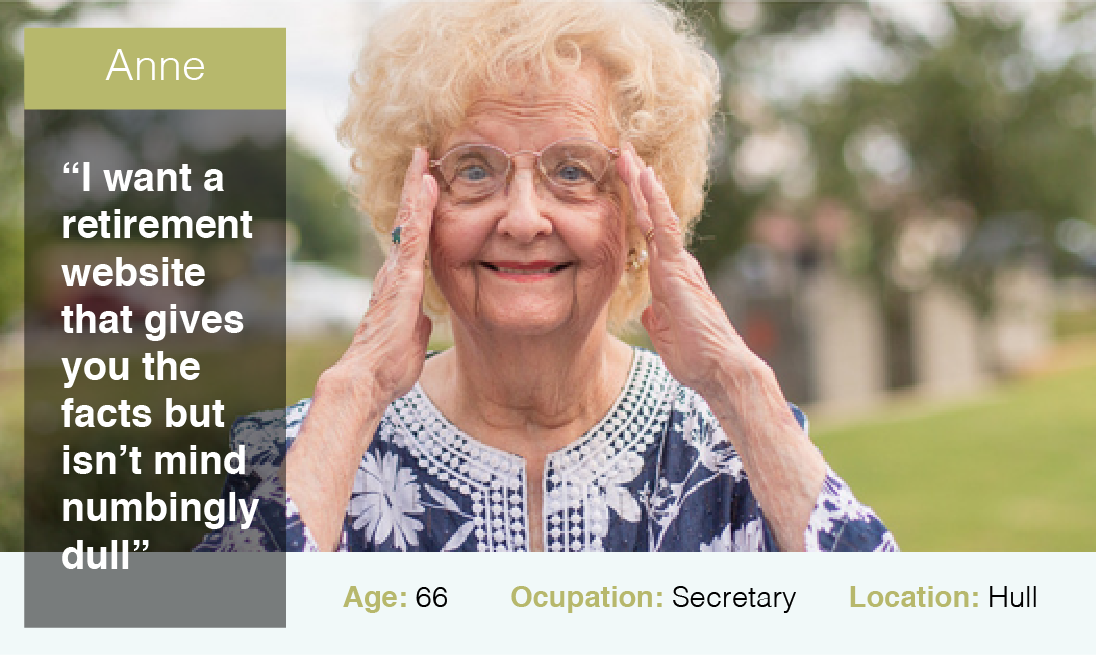 Anne
“I want a
retirement
website
that gives
you the
facts but
isn’t mind
numbingly
dull”
Age: 66 Ocupation: Secretary Location: Hull